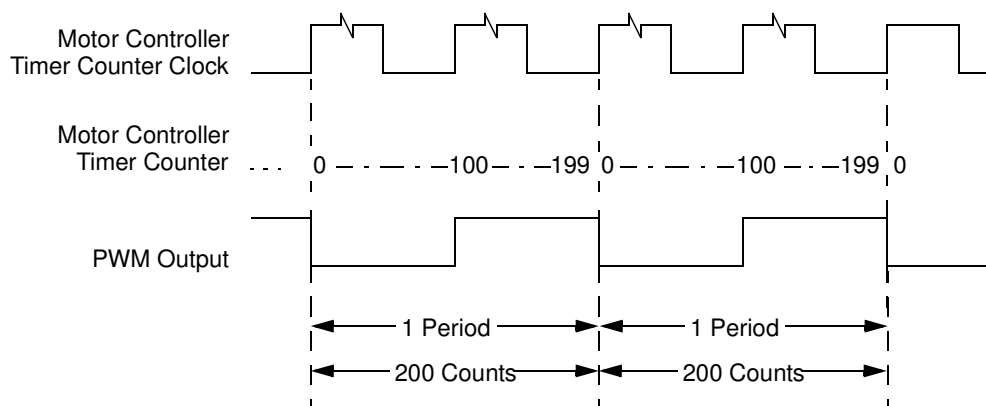 Motor Controller
Timer Counter Clock
Motor Controller
Timer Counter
0 100 199 0 100 199 0
PWM Output
1 Period 1 Period
200 Counts 200 Counts